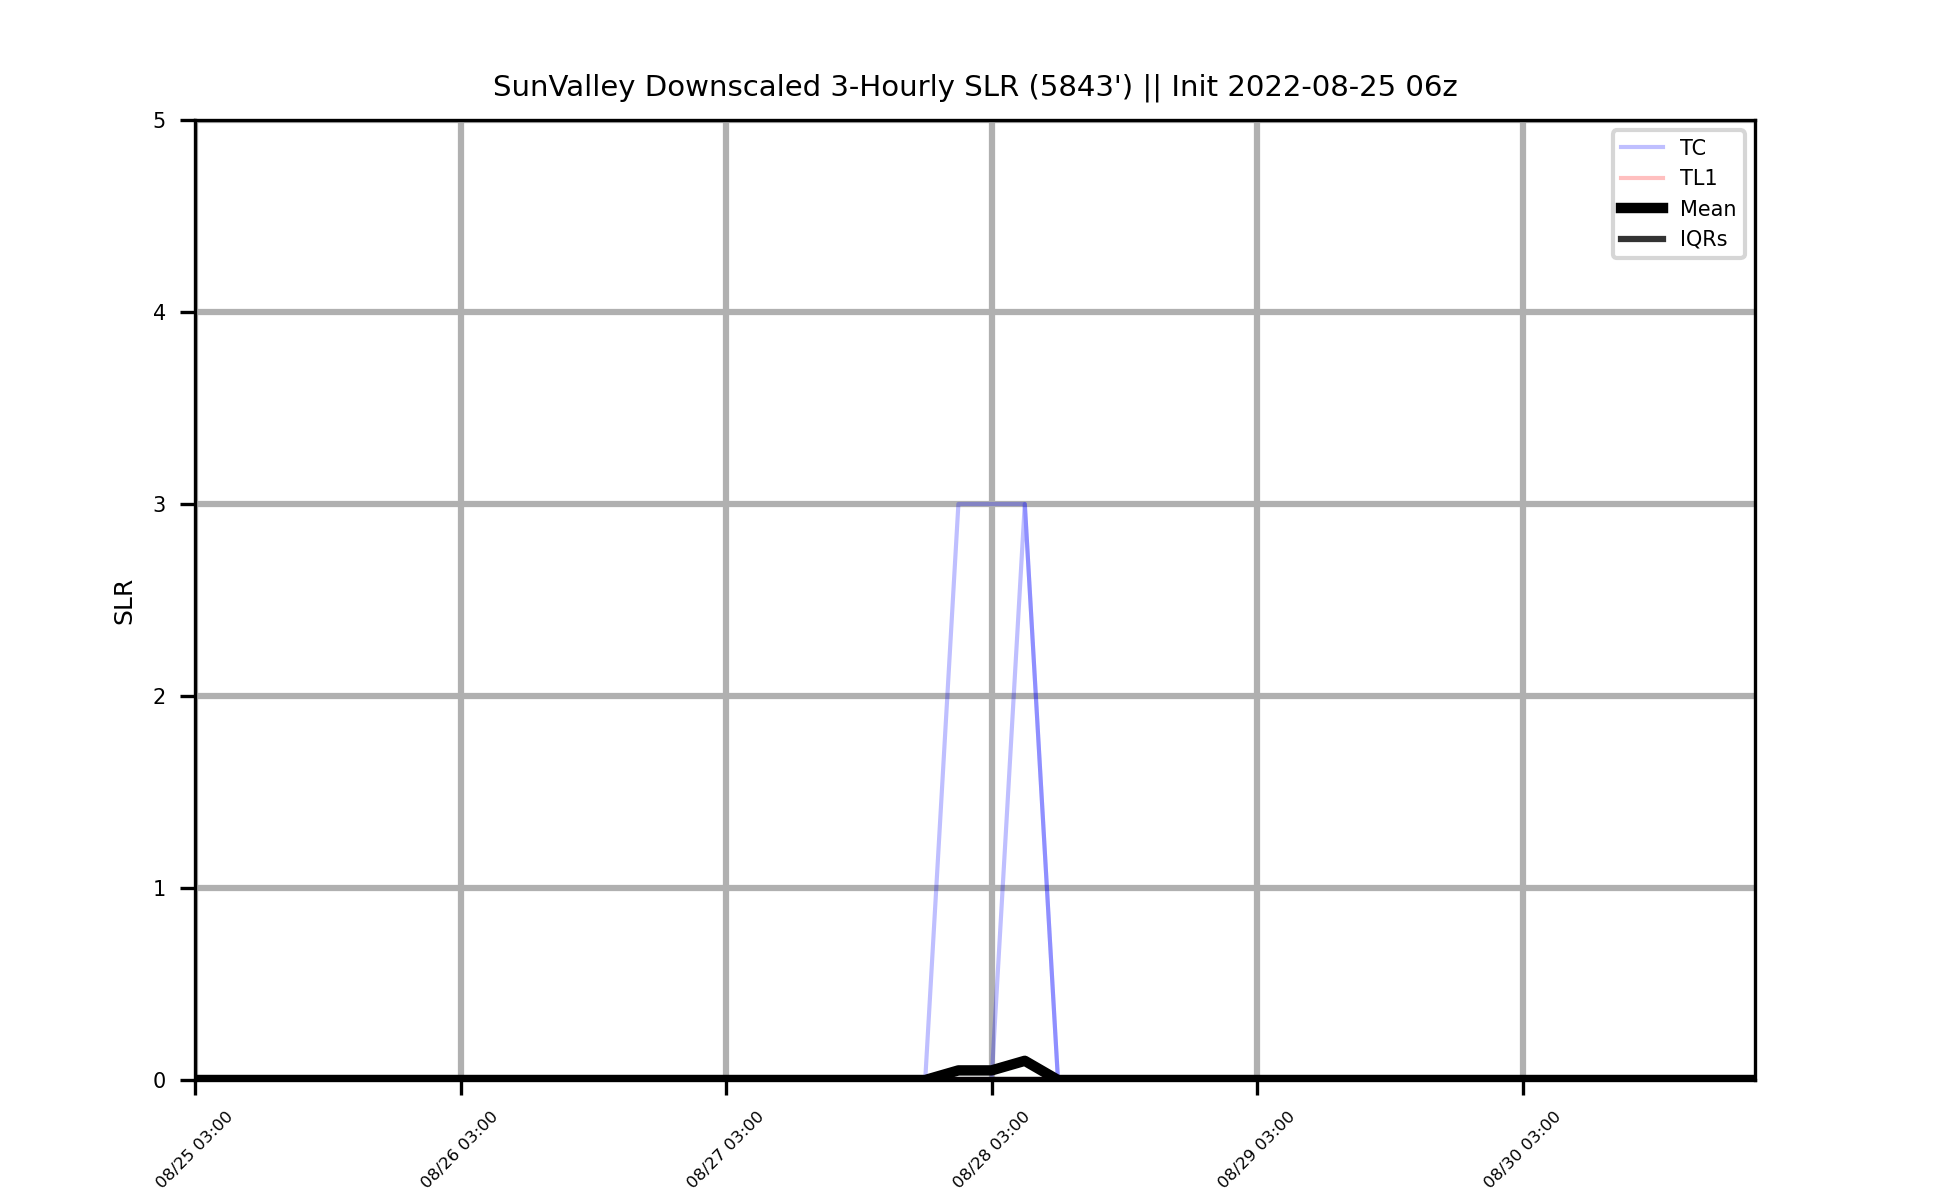 SunValley Downscaled 3-Hourly SLR (5843') || Init 2022-08-25 06z
5
4
3
2
1
0
SLR
TC
TL1
Mean
IQRs
08/25 03:00
08/26 03:00
08/27 03:00
08/28 03:00
08/29 03:00
08/30 03:00